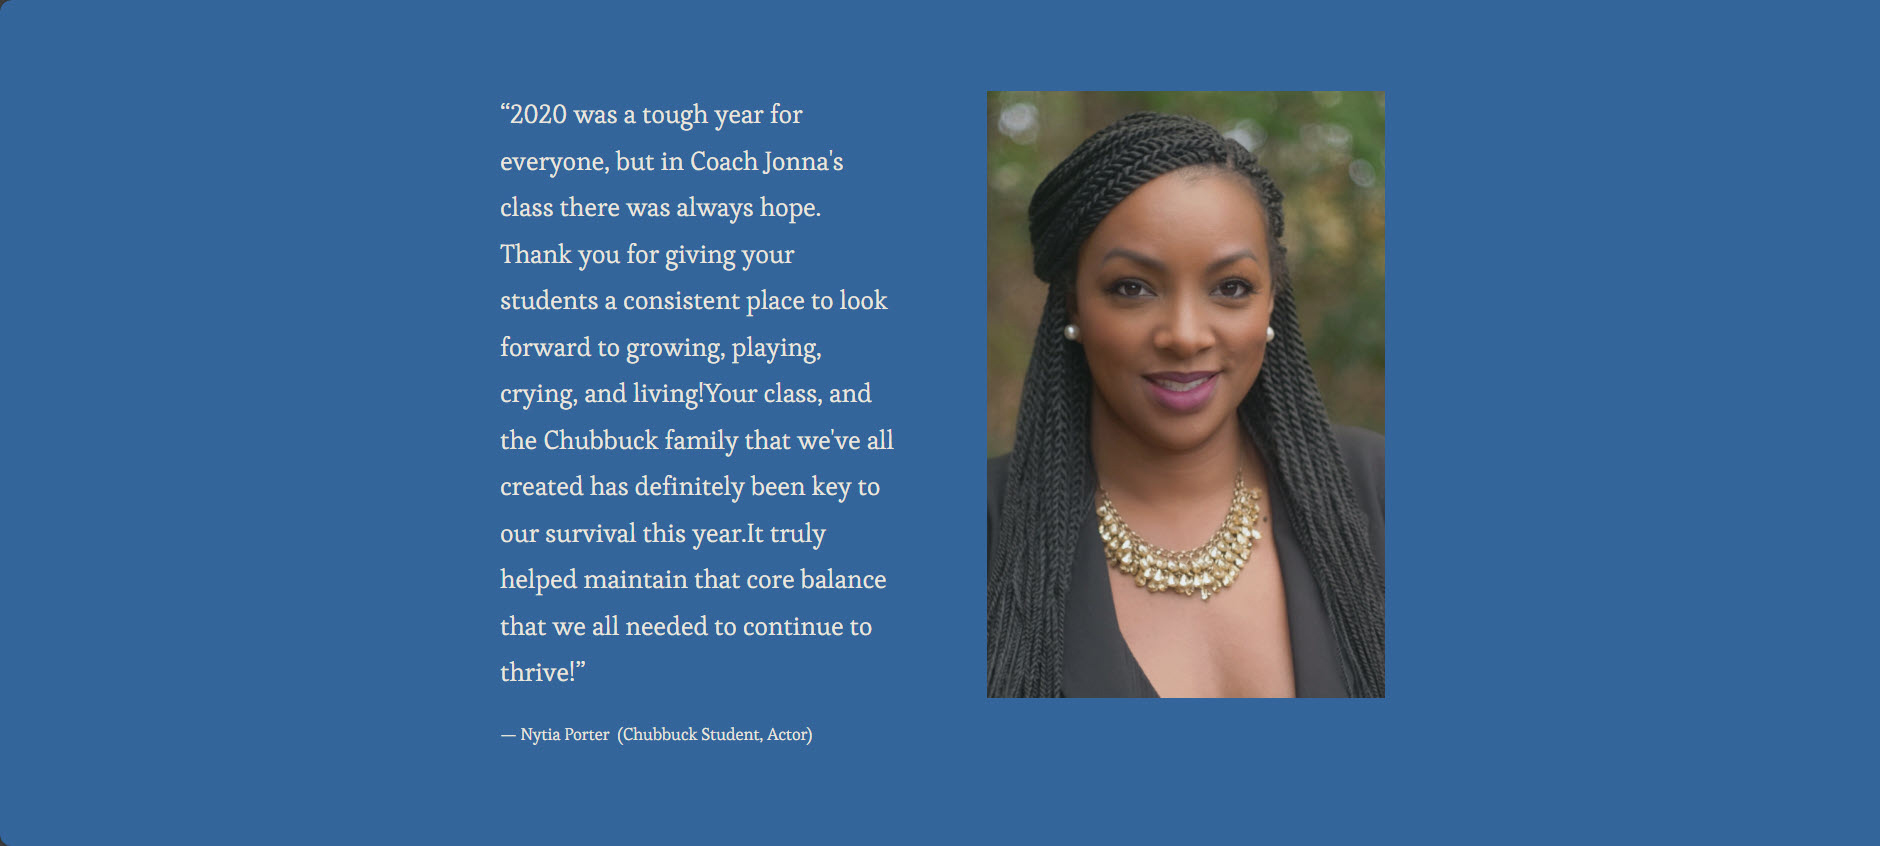 “2020 was a tough year for
everyone, but in Coach Jonna's
class there was always hope.
Thank you for giving your
students a consistent place to look
forward to growing, playing,
crying, and living!Your class, and
the Chubbuck family that we've all
created has definitely been key to
our survival this year.It truly
helped maintain that core balance
that we all needed to continue to
thrive!”
— Nytia Porter  (Chubbuck Student, Actor)